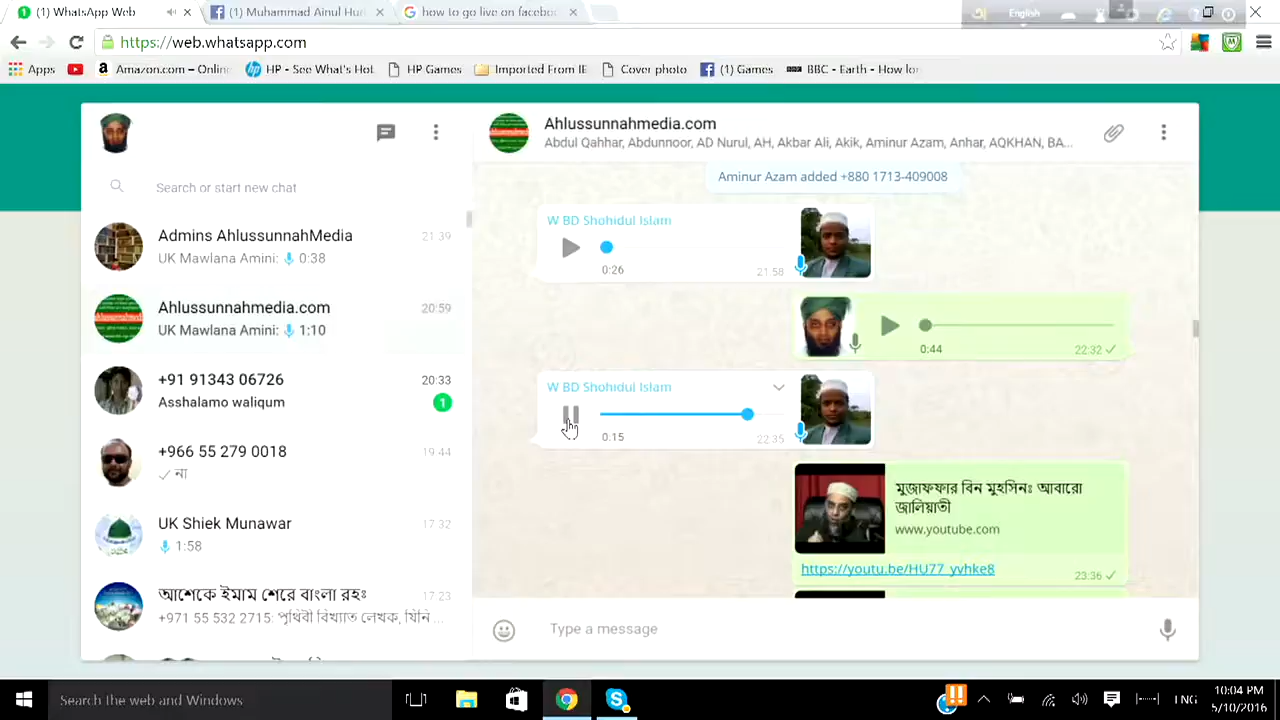 (1) WhatsApp Web
(1) Muhammad Ainul Hu
how to go live on facebo
English
https://web.whatsapp.com
Apps
Amazon.com – Online
HP - See What's Hot
HP Games
Imported From IE
Cover photo
(1) Games
BBC - Earth - How lo
Ahlussunnahmedia.com
Abdul Qahhar, Abdunnoor, AD Nurul, AH, Akbar Ali, Akik, Aminur Azam, Anhar, AQKHAN, BA...
Search or start new chat
Aminur Azam added +880 1713-409008
Admins AhlussunnahMedia
21:39
UK Mawlana Amini: 0:38
Ahlussunnahmedia.com
20:59
UK Mawlana Amini: 1:10
+91 91343 06726
20:33
Asshalamo waliqum
1
+966 55 279 0018
19:44
না
UK Shiek Munawar
17:32
1:58
আশেকে ইমাম শেরে বাংলা রহঃ
17:23
+971 55 532 2715: পৃথিবী বিখ্যাত লেখক, যিনি ...
W BD Shohidul Islam
0:26
21:58
0:44
22:32
W BD Shohidul Islam
0:15
22:35
মুজাফফার বিন মুহসিনঃ আবারো
জালিয়াতী
www.youtube.com
https://youtu.be/HU77_yvhke8
23:36
Type a message
Search the web and Windows
ENG
10:04 PM
5/10/2016